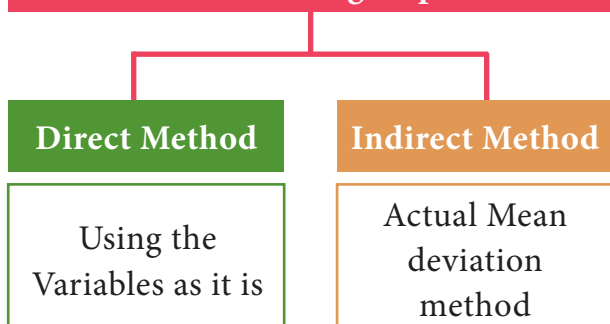 Direct Method
Indirect Method
Using the
Variables as it is
Actual Mean
deviation
method